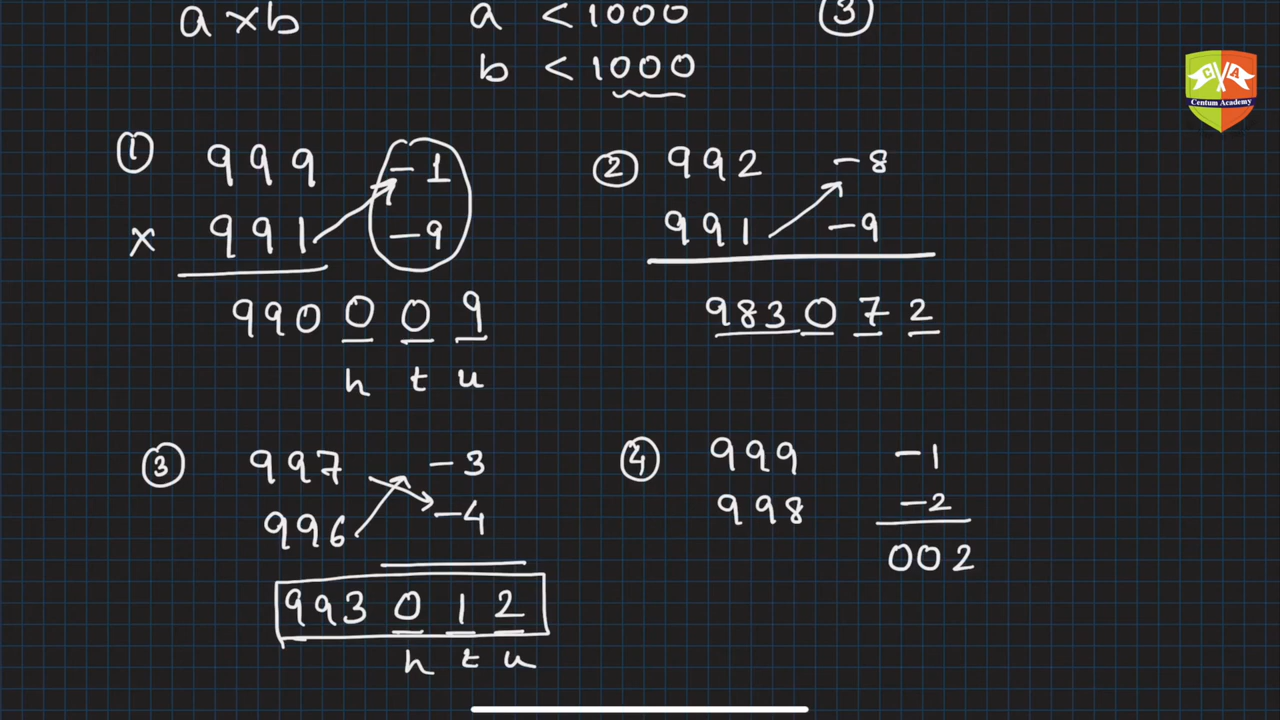 a × b a < 1000 ③
b < 1000
C A
Centum Academy
① 999 -1
× 991 -9
990 0 0 9
h t u
② 992 -8
991 -9
983 0 7 2
③ 997 -3
996 -4
993 0 1 2
h t u
④ 999 -1
998 -2
002